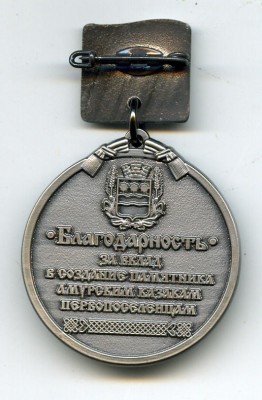 •Благодарность•
ЗА ВКЛАД
В СОЗДАНИЕ ПАМЯТНИКА
АМУРСКИМ КАЗАКАМ
ПЕРВОПОСЕЛЕНЦАМ